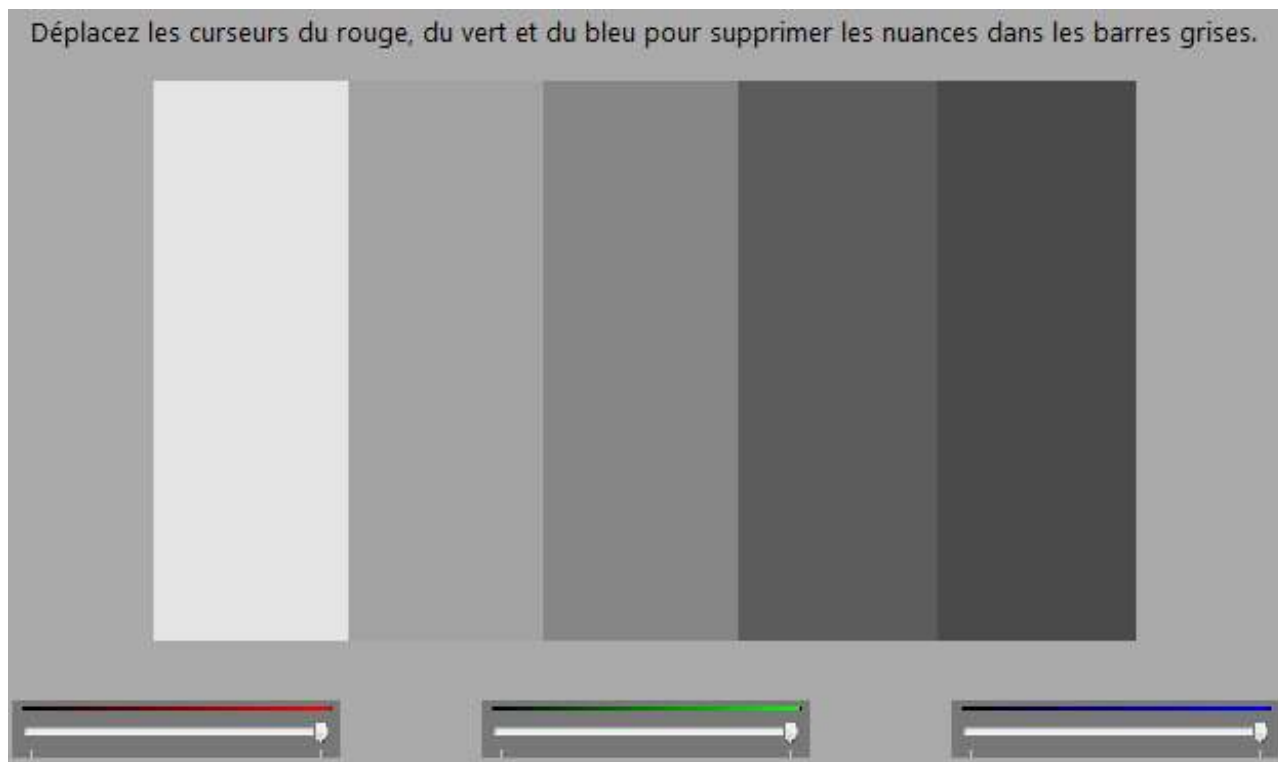 Déplacez les curseurs du rouge, du vert et du bleu pour supprimer les nuances dans les barres grises.